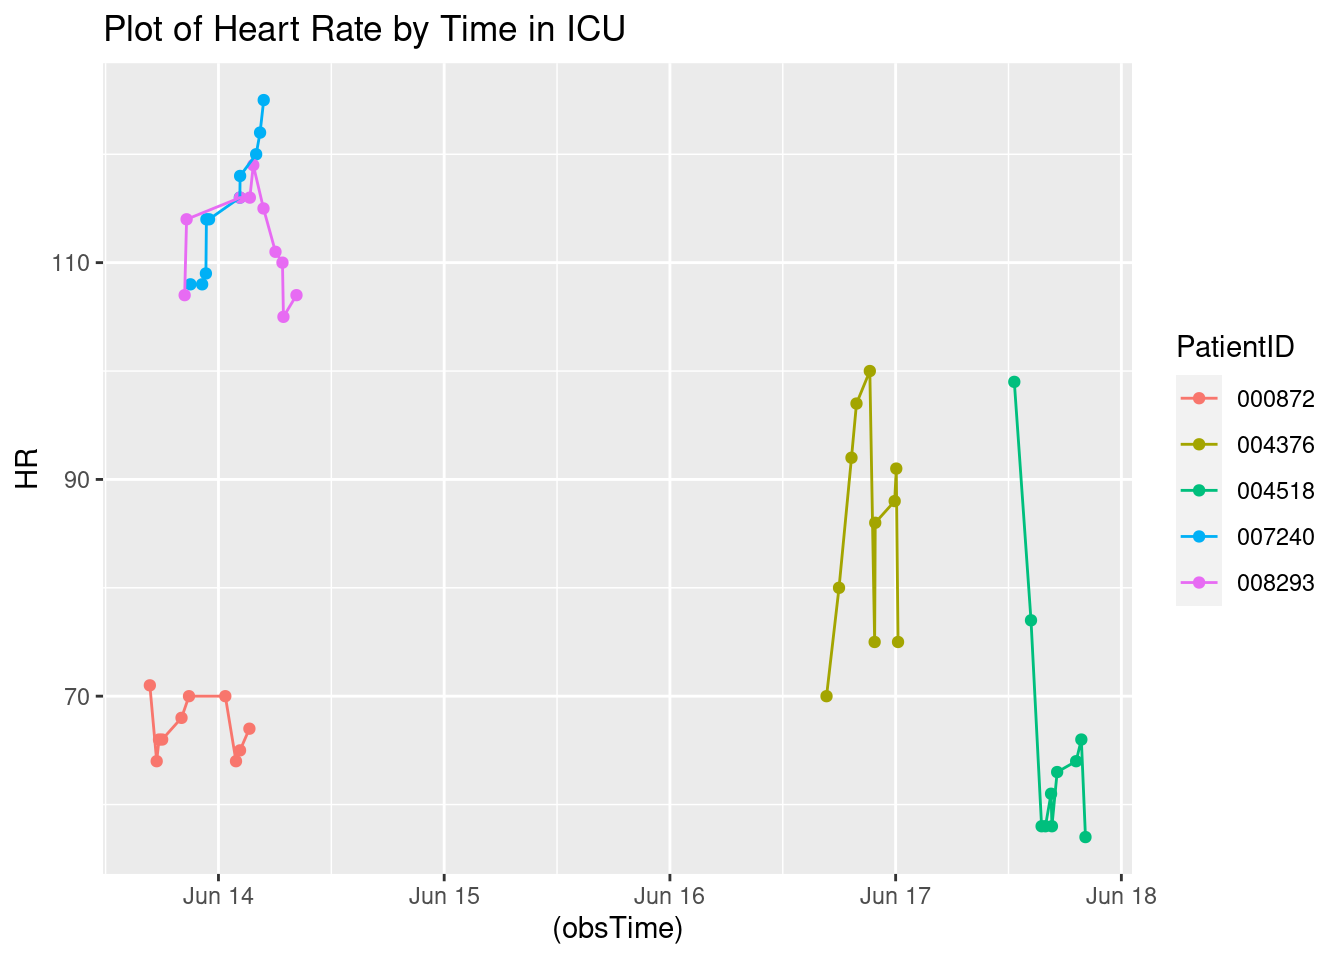 Plot of Heart Rate by Time in ICU
HR
110
90
70
Jun 14 Jun 15 Jun 16 Jun 17 Jun 18
(obsTime)
PatientID
000872
004376
004518
007240
008293